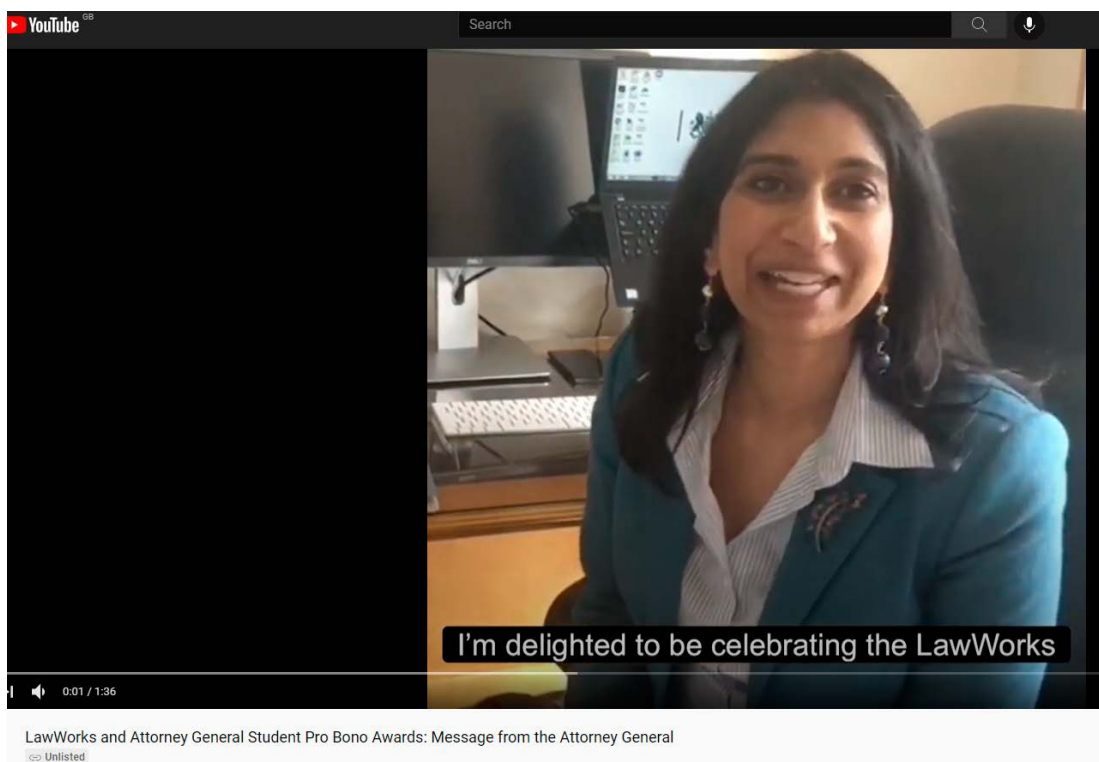 YouTube GB
Search
I'm delighted to be celebrating the LawWorks
0:01 / 1:36
LawWorks and Attorney General Student Pro Bono Awards: Message from the Attorney General
Unlisted